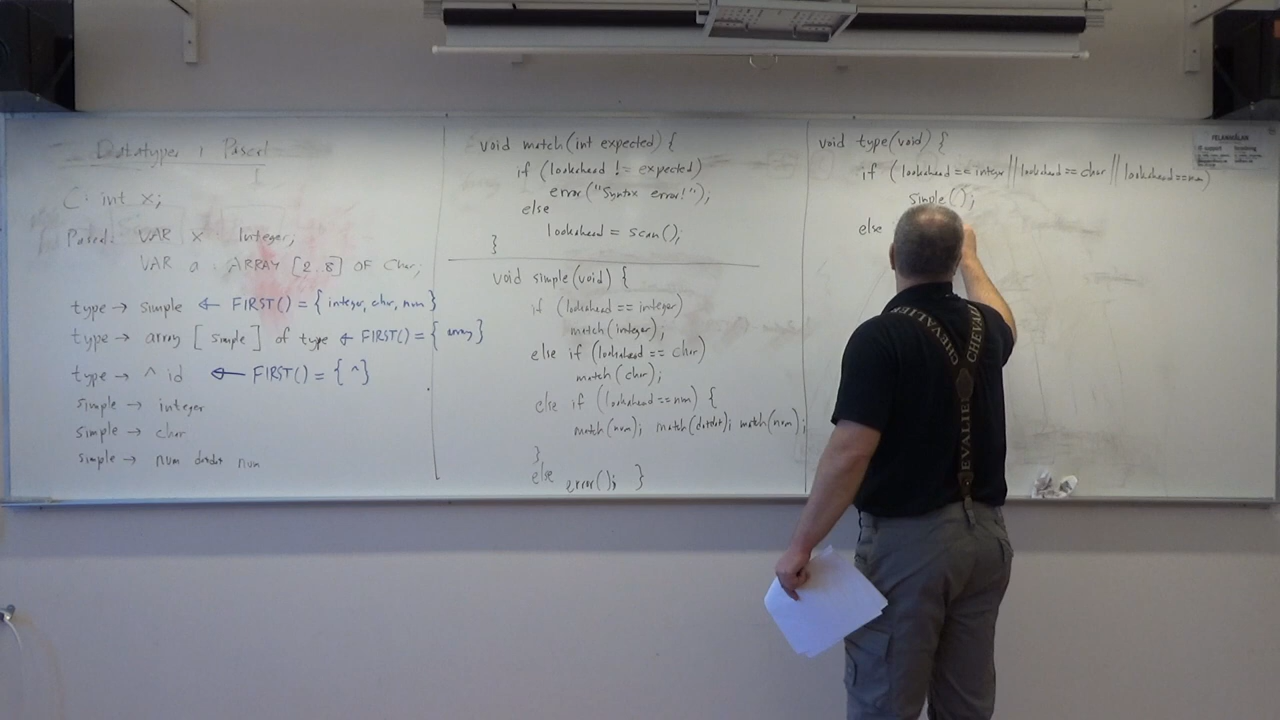 Datatyper i Pascal
C: int x;
Pascal: VAR x Integer;
VAR a : ARRAY [2..8] OF Char;
type → simple ← FIRST() = { integer, char, num }
type → array [ simple ] of type ← FIRST() = { array }
type → ^ id ← FIRST() = { ^ }
simple → integer
simple → char
simple → num dotdot num
void match(int expected) {
if (lookahead != expected)
error("Syntax error!");
else
lookahead = scan();
}
void simple(void) {
if (lookahead == integer)
match(integer);
else if (lookahead == char)
match(char);
else if (lookahead == num) {
match(num); match(dotdot); match(num);
}
else error(); }
void type(void) {
if (lookahead == integer || lookahead == char || lookahead == num)
simple();
else
FELANMÄLAN
CHEVALIER
CHEVAL
EVALIER